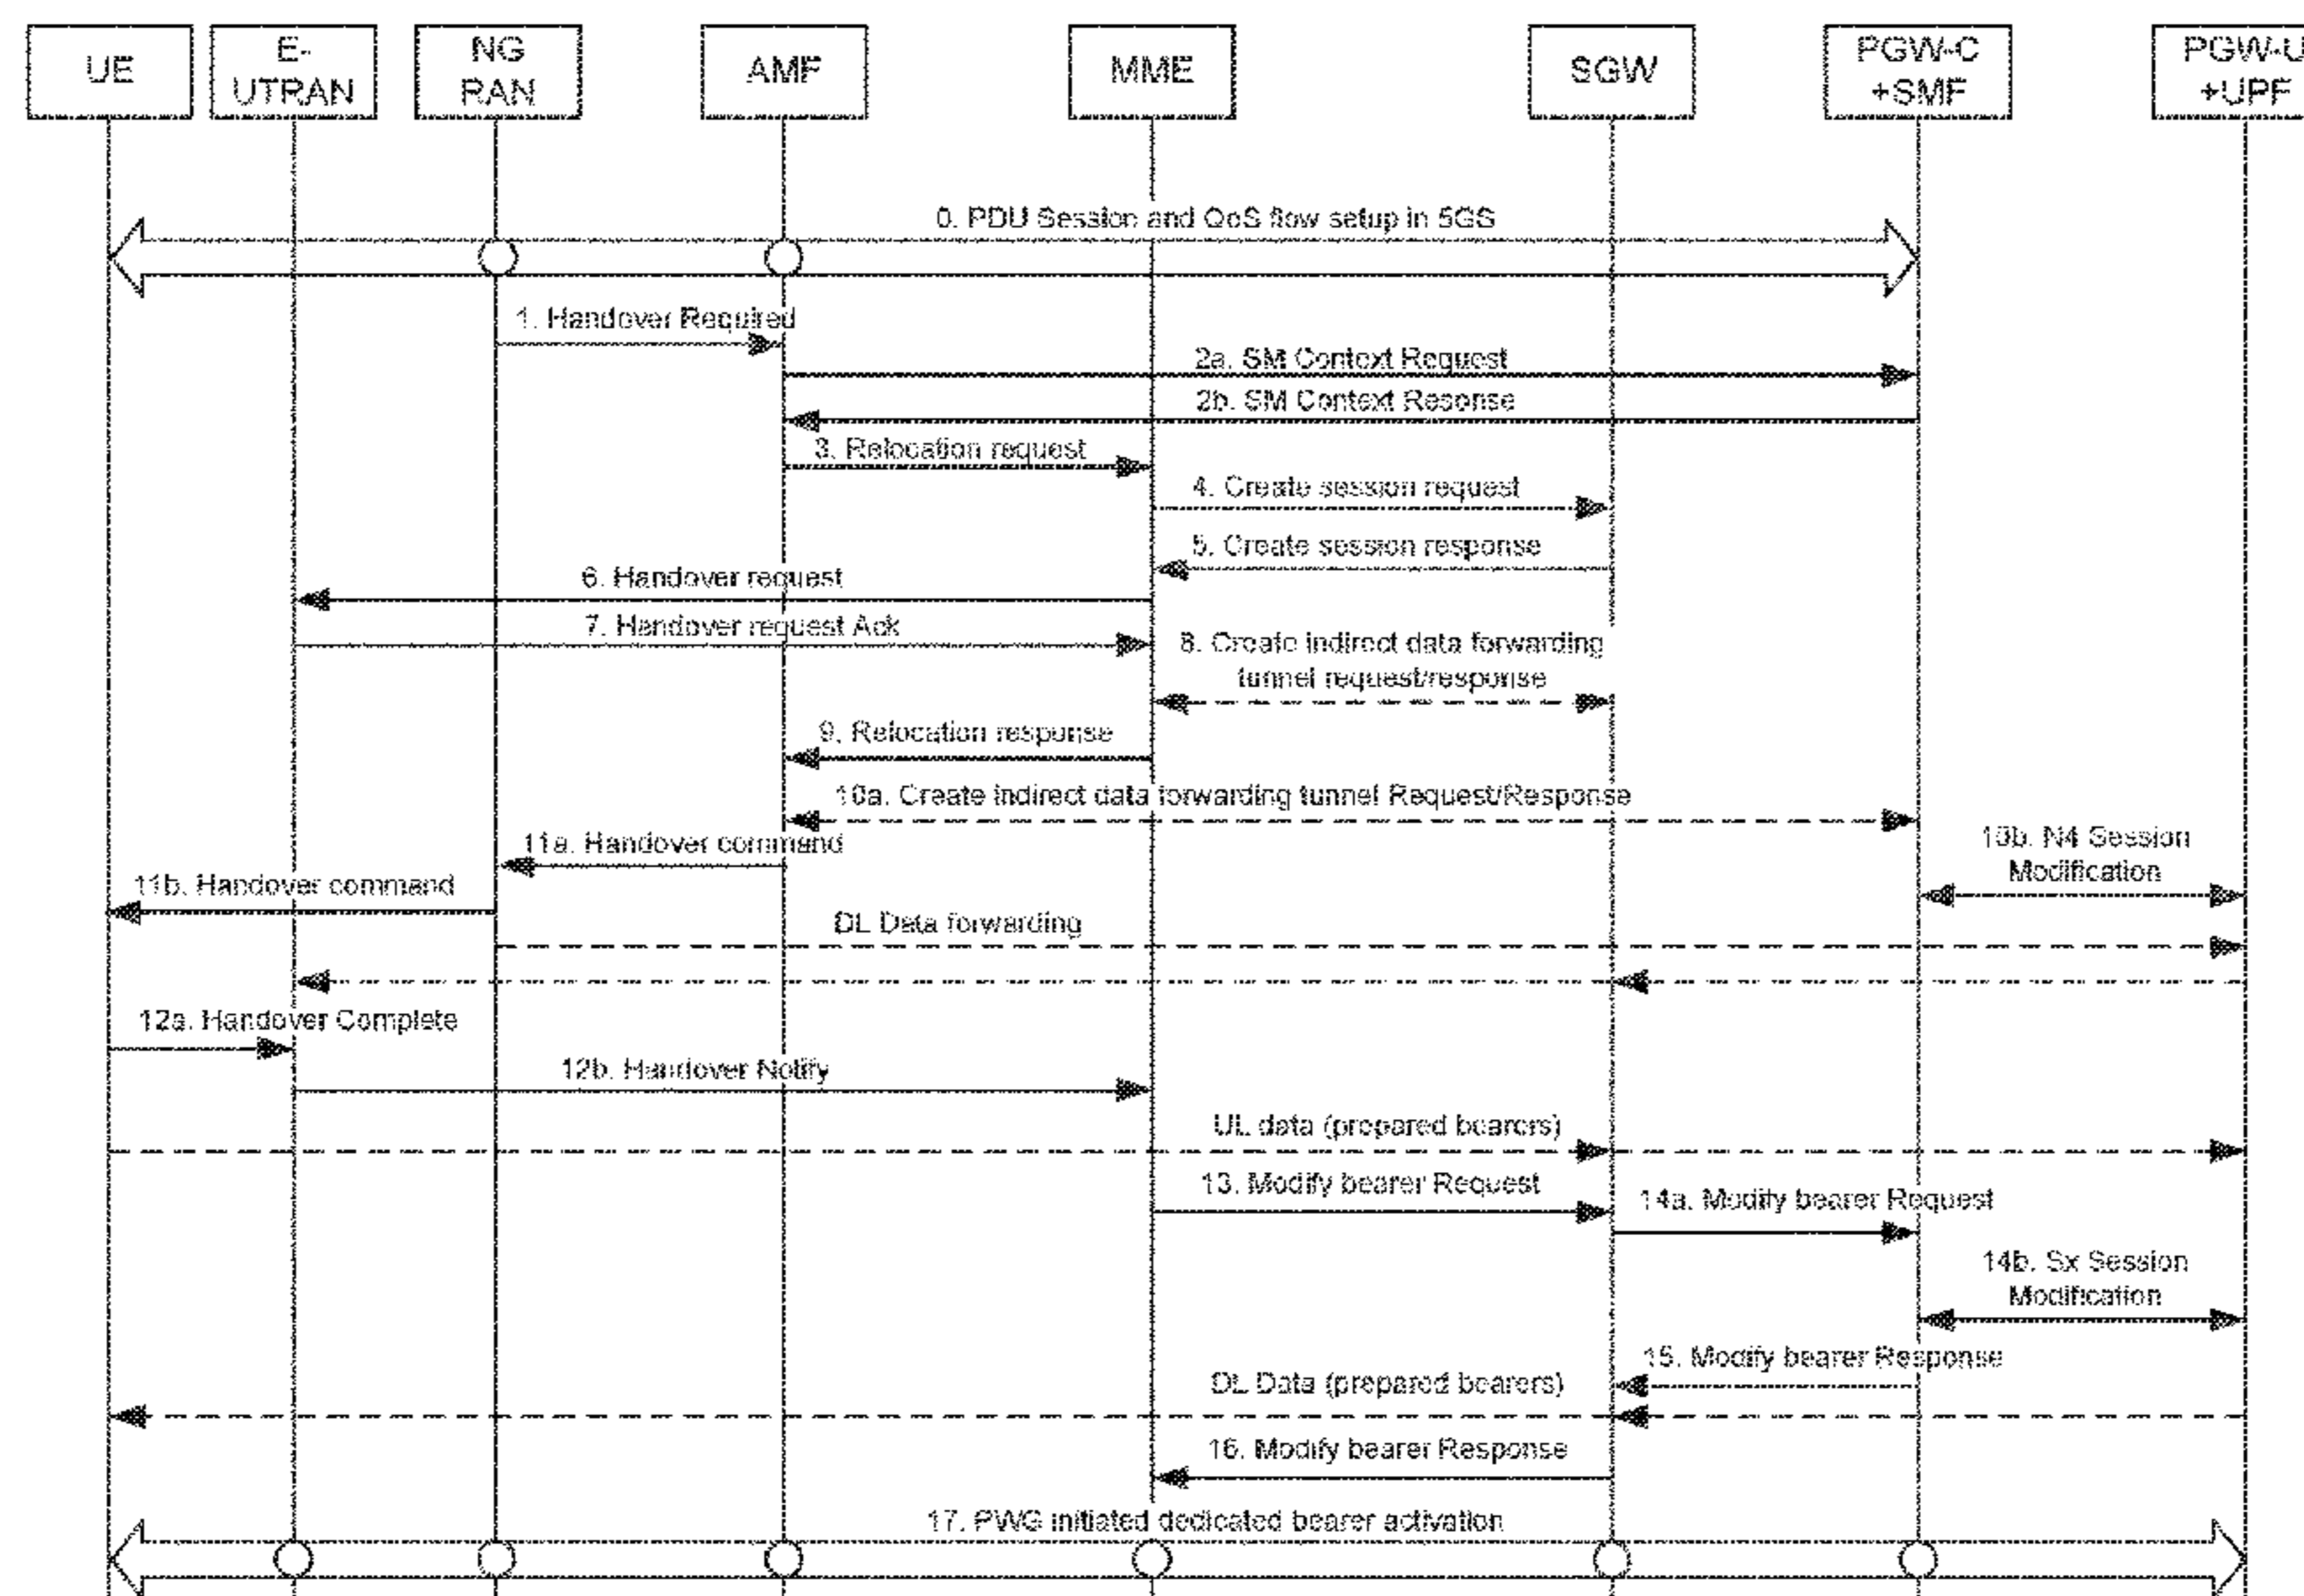 UE
E-
UTRAN
NG
RAN
AMF
MME
SGW
PGW-C
+SMF
PGW-U
+UPF
0. PDU Session and QoS flow setup in 5GS
1. Handover Required
2a. SM Context Request
2b. SM Context Resonse
3. Relocation request
4. Create session request
5. Create session response
6. Handover request
7. Handover request Ack
8. Create indirect data forwarding
tunnel request/response
9. Relocation response
10a. Create indirect data forwarding tunnel Request/Response
10b. N4 Session
Modification
11a. Handover command
11b. Handover command
DL Data forwarding
12a. Handover Complete
12b. Handover Notify
UL data (prepared bearers)
13. Modify bearer Request
14a. Modify bearer Request
14b. Sx Session
Modification
15. Modify bearer Response
DL Data (prepared bearers)
16. Modify bearer Response
17. PWG initiated dedicated bearer activation